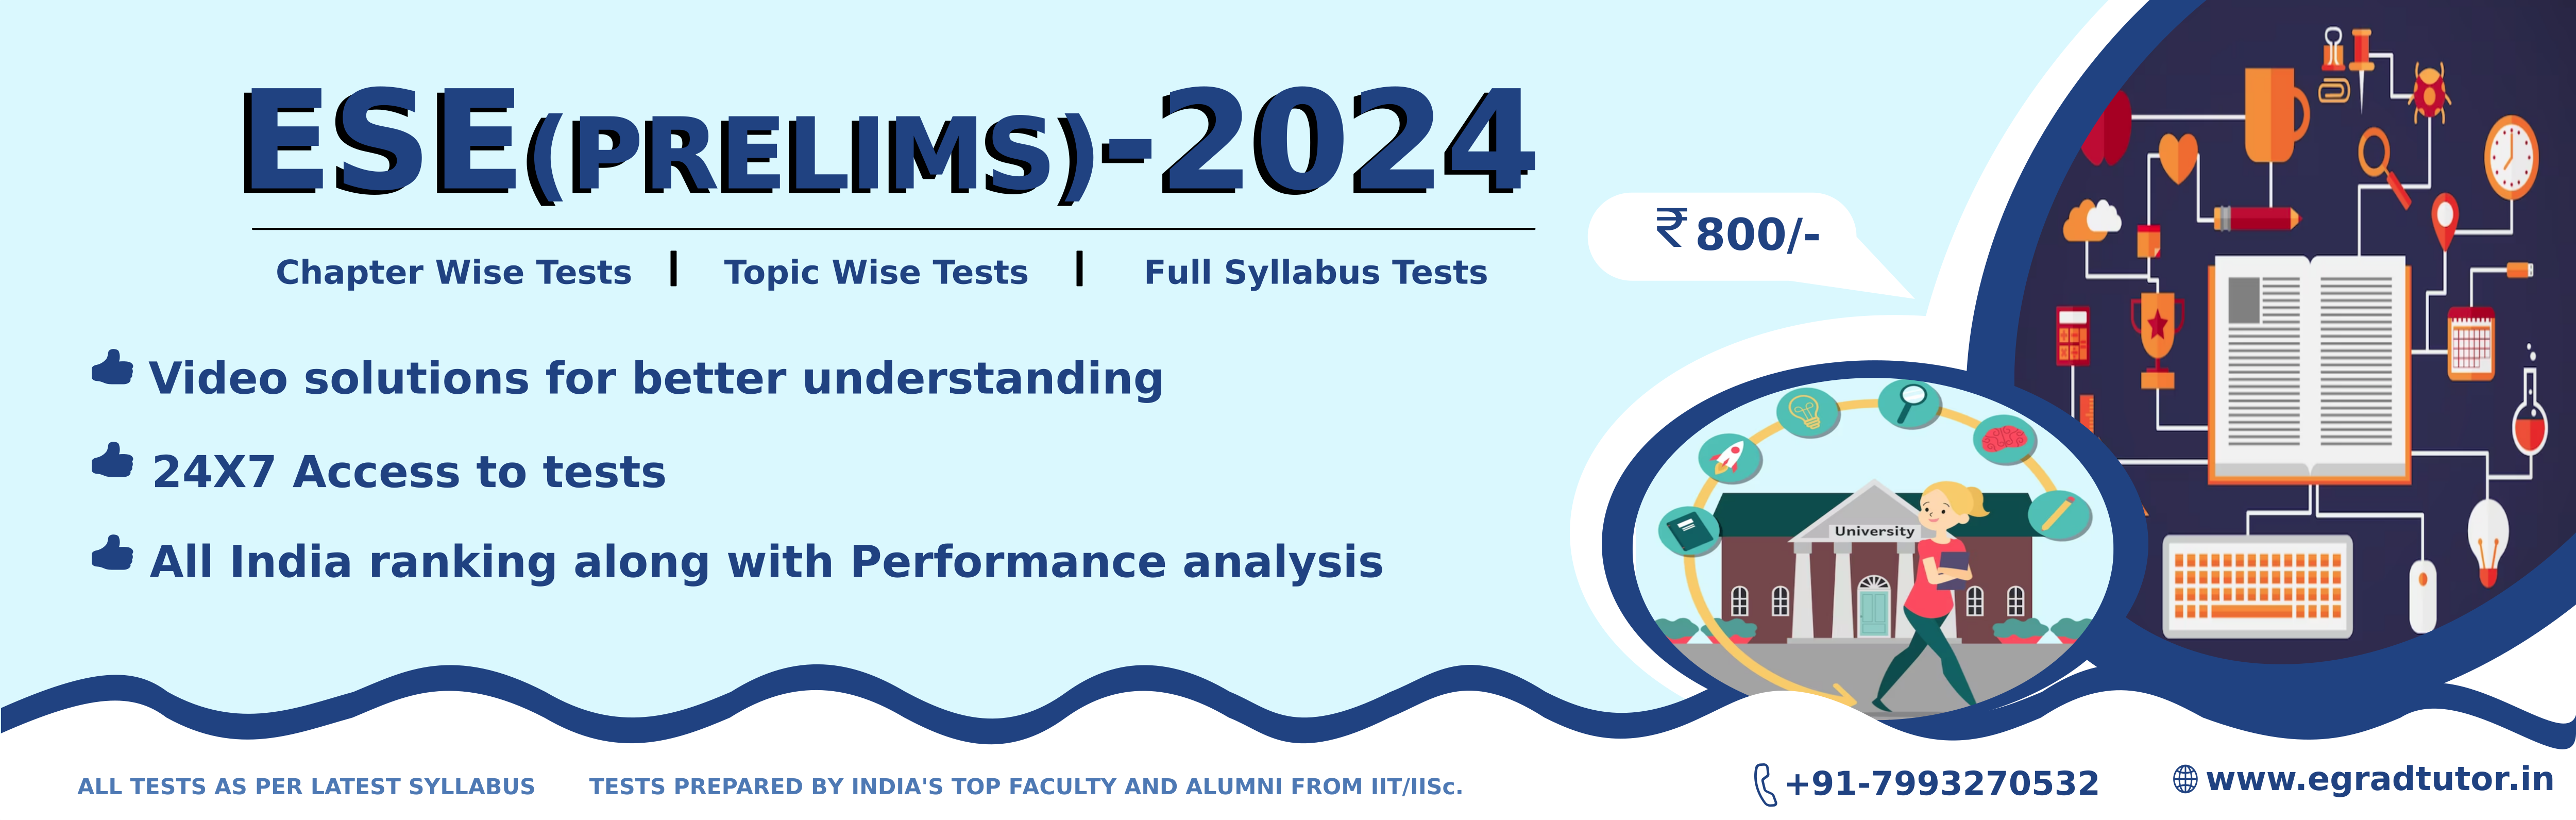 ESE(PRELIMS)-2024
Chapter Wise Tests | Topic Wise Tests | Full Syllabus Tests
₹800/-
Video solutions for better understanding
24X7 Access to tests
All India ranking along with Performance analysis
University
ALL TESTS AS PER LATEST SYLLABUS
TESTS PREPARED BY INDIA'S TOP FACULTY AND ALUMNI FROM IIT/IISc.
+91-7993270532
www.egradtutor.in